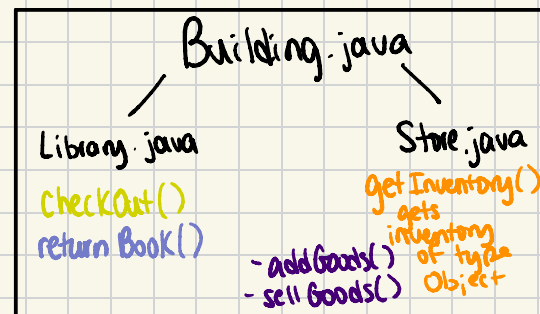 Building.java
Library.java
checkOut()
returnBook()
Store.java
getInventory()
gets
inventory
of type
Object
- addGoods()
- sellGoods()